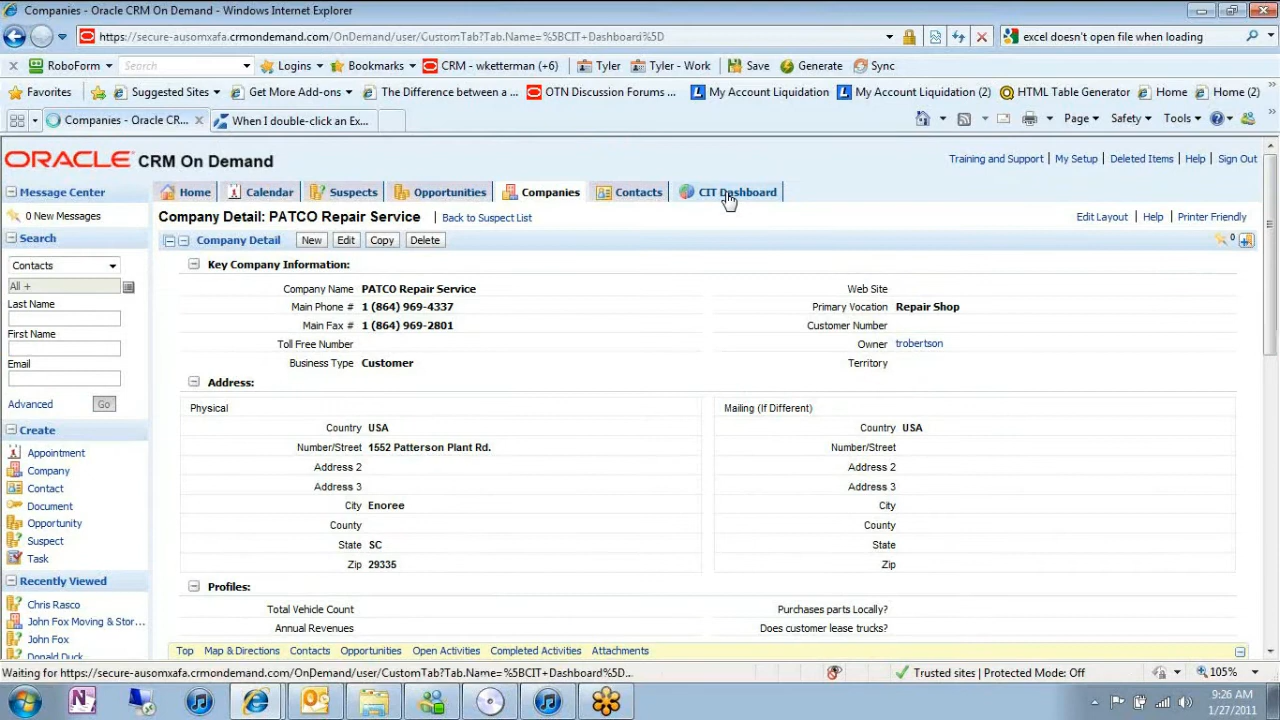 Companies - Oracle CRM On Demand - Windows Internet Explorer
https://secure-ausomxafa.crmondemand.com/OnDemand/user/CustomTab?Tab.Name=%5BCIT+Dashboard%5D
excel doesn't open file when loading
RoboForm Search Logins Bookmarks CRM - wketterman (+6) Tyler Tyler - Work Save Generate Sync
Favorites Suggested Sites Get More Add-ons The Difference between a ... OTN Discussion Forums ... My Account Liquidation My Account Liquidation (2) HTML Table Generator Home Home (2)
Companies - Oracle CR... When I double-click an Ex... Page Safety Tools
ORACLE CRM On Demand
Training and Support My Setup Deleted Items Help Sign Out
Message Center
Home Calendar Suspects Opportunities Companies Contacts CIT Dashboard
0 New Messages
Company Detail: PATCO Repair Service Back to Suspect List
Edit Layout Help Printer Friendly
Search
Company Detail New Edit Copy Delete
0
Contacts
All +
Last Name
First Name
Email
Advanced Go
Key Company Information:
Company Name PATCO Repair Service Web Site
Main Phone # 1 (864) 969-4337 Primary Vocation Repair Shop
Main Fax # 1 (864) 969-2801 Customer Number
Toll Free Number Owner trobertson
Business Type Customer Territory
Address:
Physical Mailing (If Different)
Country USA Country USA
Number/Street 1552 Patterson Plant Rd. Number/Street
Address 2 Address 2
Address 3 Address 3
City Enoree City
County County
State SC State
Zip 29335 Zip
Create
Appointment
Company
Contact
Document
Opportunity
Suspect
Task
Recently Viewed
Chris Rasco
John Fox Moving & Stor...
John Fox
Donald Duck
Profiles:
Total Vehicle Count Purchases parts Locally?
Annual Revenues Does customer lease trucks?
Top Map & Directions Contacts Opportunities Open Activities Completed Activities Attachments
Waiting for https://secure-ausomxafa.crmondemand.com/OnDemand/user/CustomTab?Tab.Name=%5BCIT+Dashboard%5D...
Trusted sites | Protected Mode: Off
105%
9:26 AM
1/27/2011